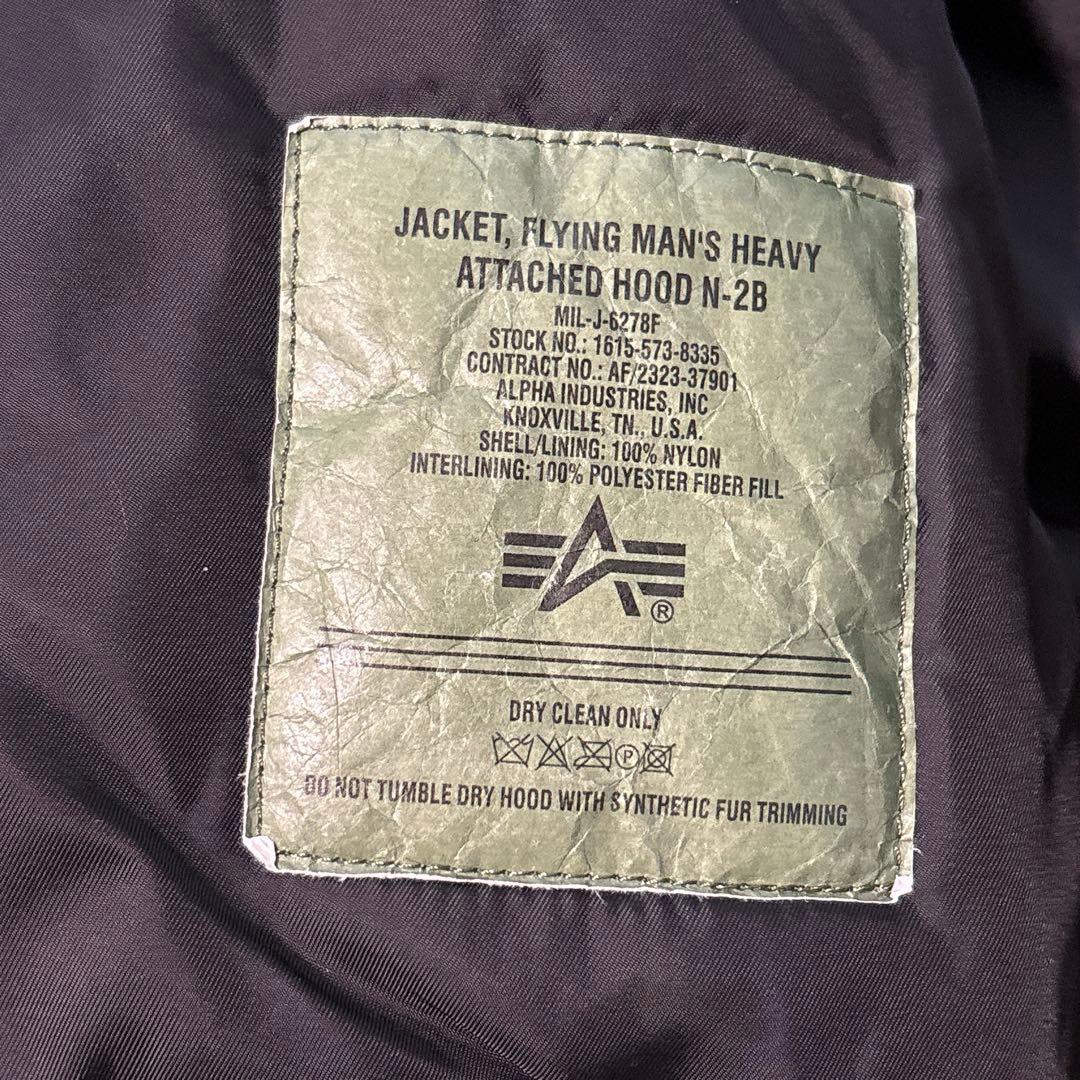 JACKET, FLYING MAN'S HEAVY
ATTACHED HOOD N-2B
MIL-J-6278F
STOCK NO.: 1615-573-8335
CONTRACT NO.: AF/2323-37901
ALPHA INDUSTRIES, INC
KNOXVILLE, TN., U.S.A.
SHELL/LINING: 100% NYLON
INTERLINING: 100% POLYESTER FIBER FILL
®
DRY CLEAN ONLY
P
DO NOT TUMBLE DRY HOOD WITH SYNTHETIC FUR TRIMMING